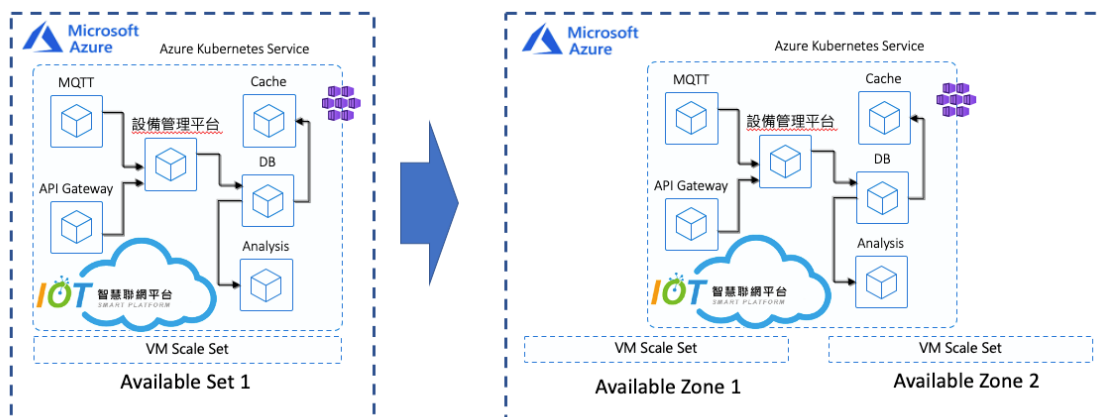 Microsoft
Azure
Azure Kubernetes Service
MQTT
Cache
設備管理平台
DB
API Gateway
Analysis
IOT 智慧聯網平台
SMART PLATFORM
VM Scale Set
Available Set 1
Microsoft
Azure
Azure Kubernetes Service
MQTT
Cache
設備管理平台
DB
API Gateway
Analysis
IOT 智慧聯網平台
SMART PLATFORM
VM Scale Set
VM Scale Set
Available Zone 1
Available Zone 2